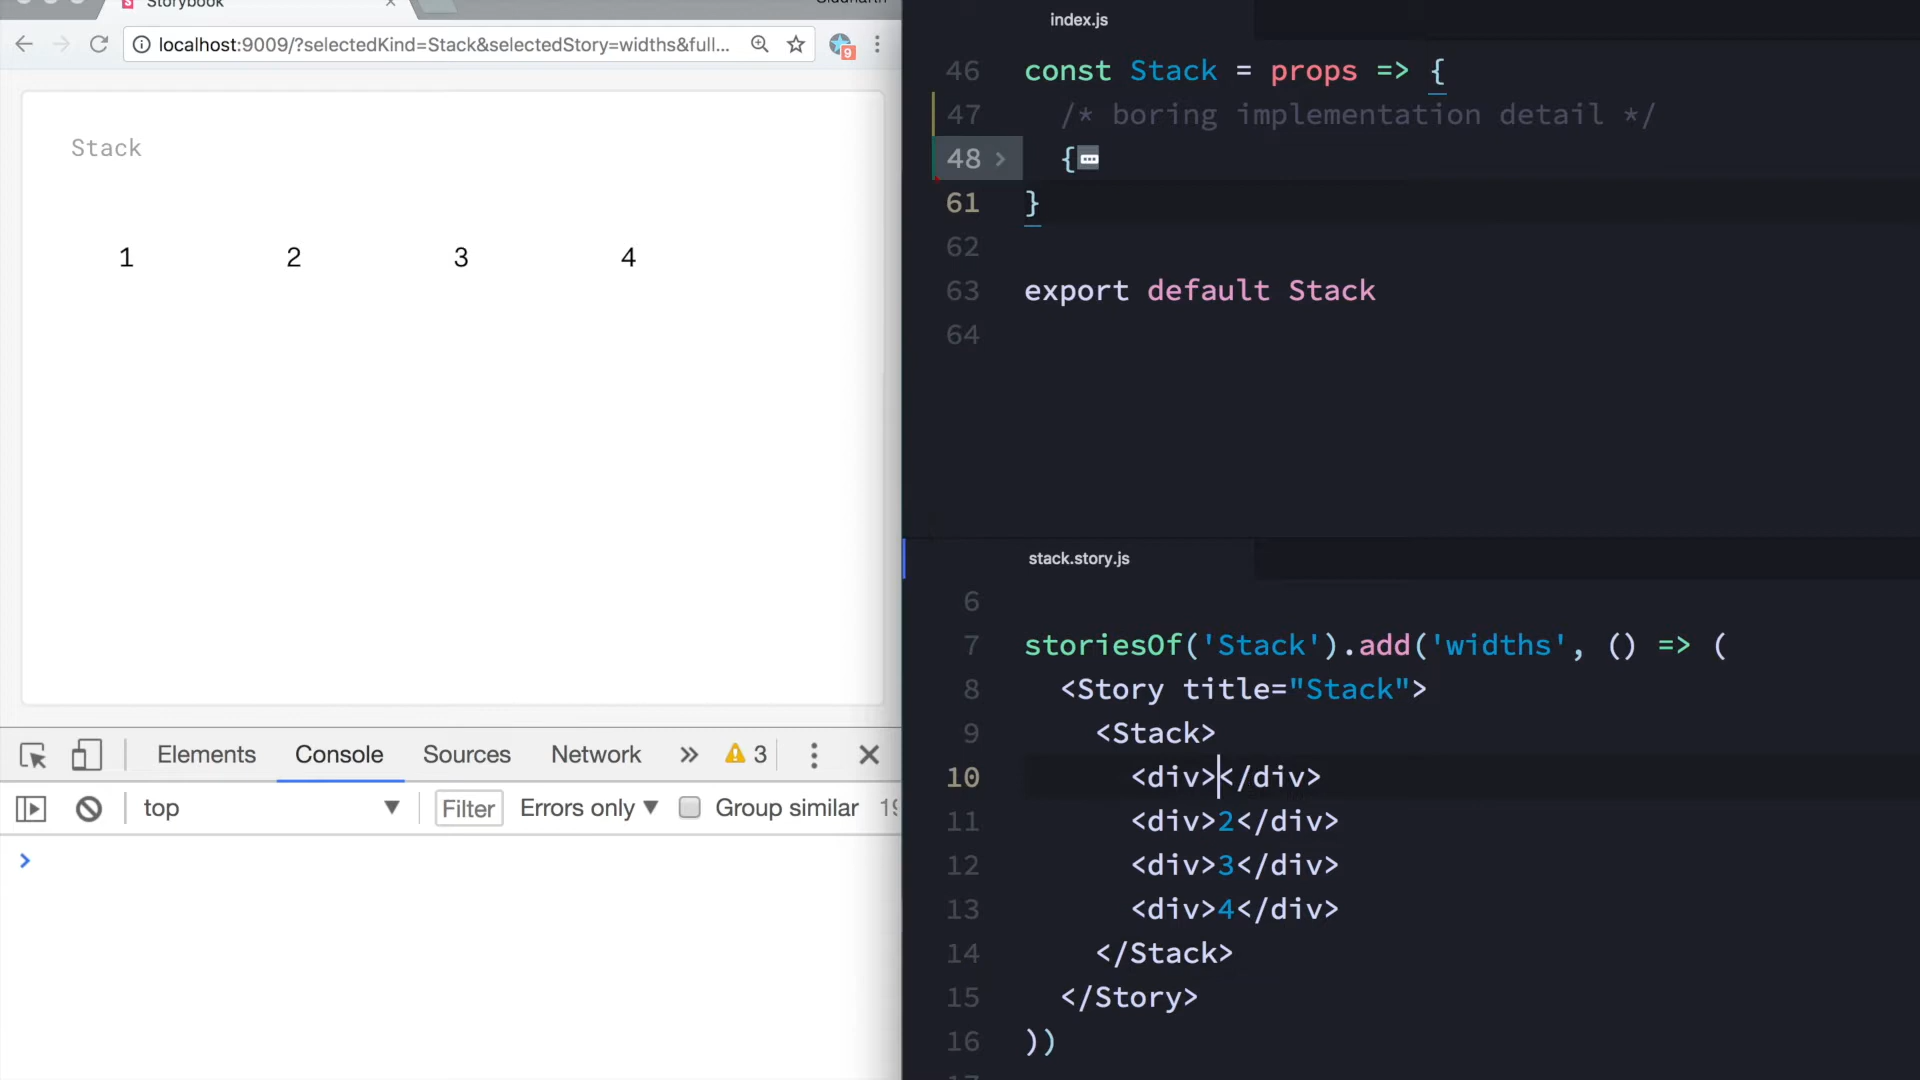 Storybook
localhost:9009/?selectedKind=Stack&selectedStory=widths&full...
9
Stack
1 2 3 4
Elements Console Sources Network » 3
top Filter Errors only Group similar
index.js
46 const Stack = props => {
47 /* boring implementation detail */
48 {
61 }
62
63 export default Stack
64
stack.story.js
6
7 storiesOf('Stack').add('widths', () => (
8 <Story title="Stack">
9 <Stack>
10 <div></div>
11 <div>2</div>
12 <div>3</div>
13 <div>4</div>
14 </Stack>
15 </Story>
16 ))